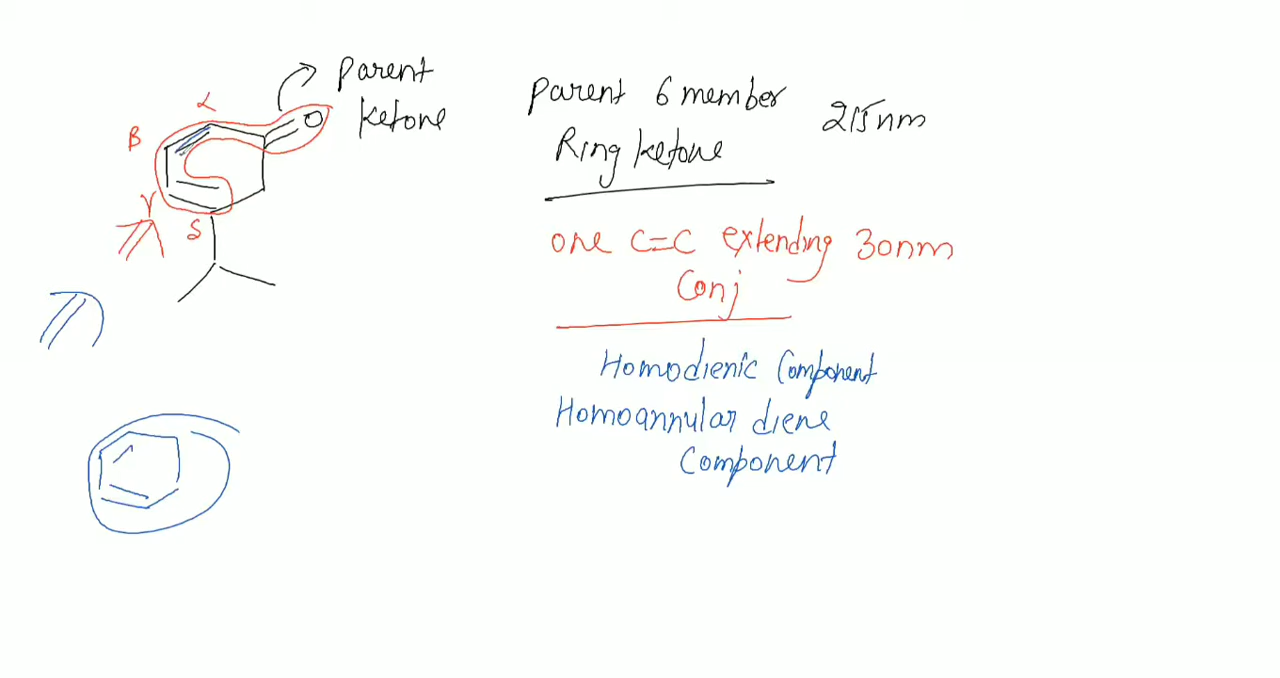 Parent
ketone
O
α
B
γ
S
Parent 6 member
Ring ketone
215nm
one C=C extending 30nm
Conj
Homodienic Component
Homoannular diene
Component